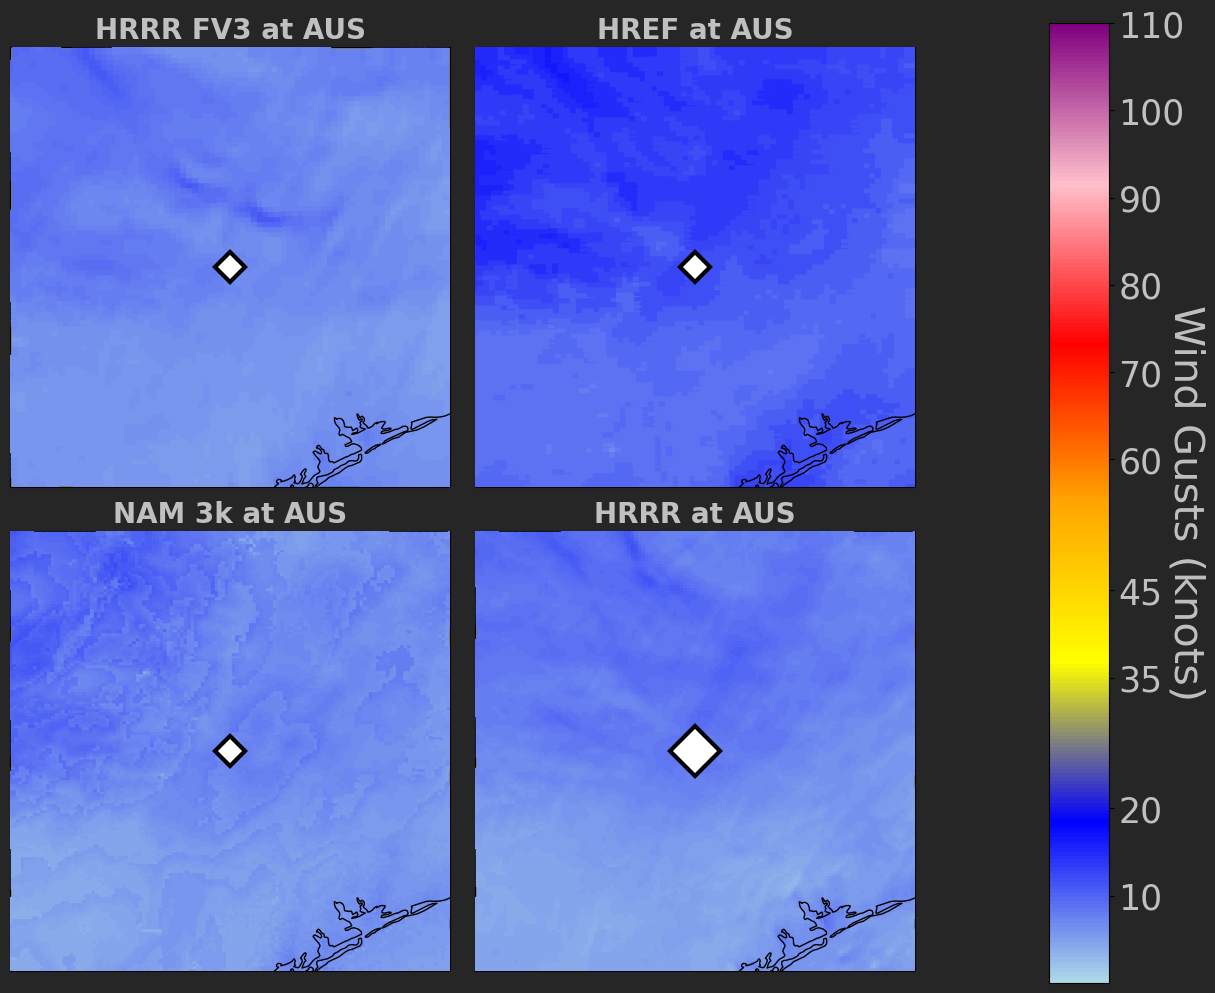 HRRR FV3 at AUS
HREF at AUS
NAM 3k at AUS
HRRR at AUS
110
100
90
80
70
60
45
35
20
10
Wind Gusts (knots)